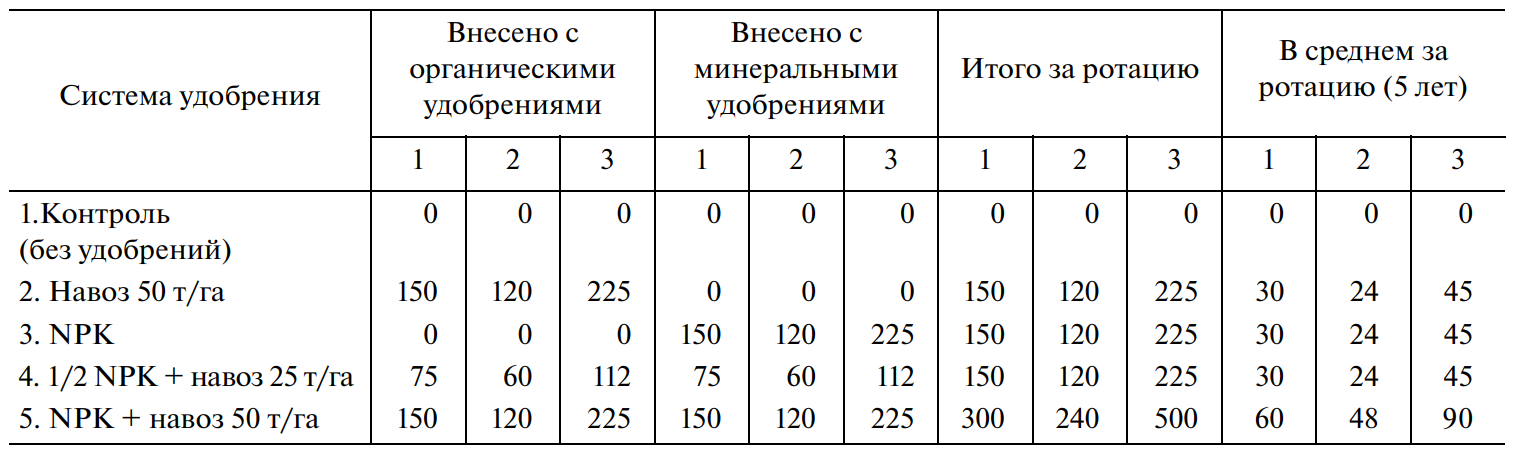 Система удобрения
Внесено с
органическими
удобрениями
Внесено с
минеральными
удобрениями
Итого за ротацию
В среднем за
ротацию (5 лет)
1 2 3 1 2 3 1 2 3 1 2 3
1.Контроль
(без удобрений)
0 0 0 0 0 0 0 0 0 0 0 0
2. Навоз 50 т/га 150 120 225 0 0 0 150 120 225 30 24 45
3. NPK 0 0 0 150 120 225 150 120 225 30 24 45
4. 1/2 NPK + навоз 25 т/га 75 60 112 75 60 112 150 120 225 30 24 45
5. NPK + навоз 50 т/га 150 120 225 150 120 225 300 240 500 60 48 90